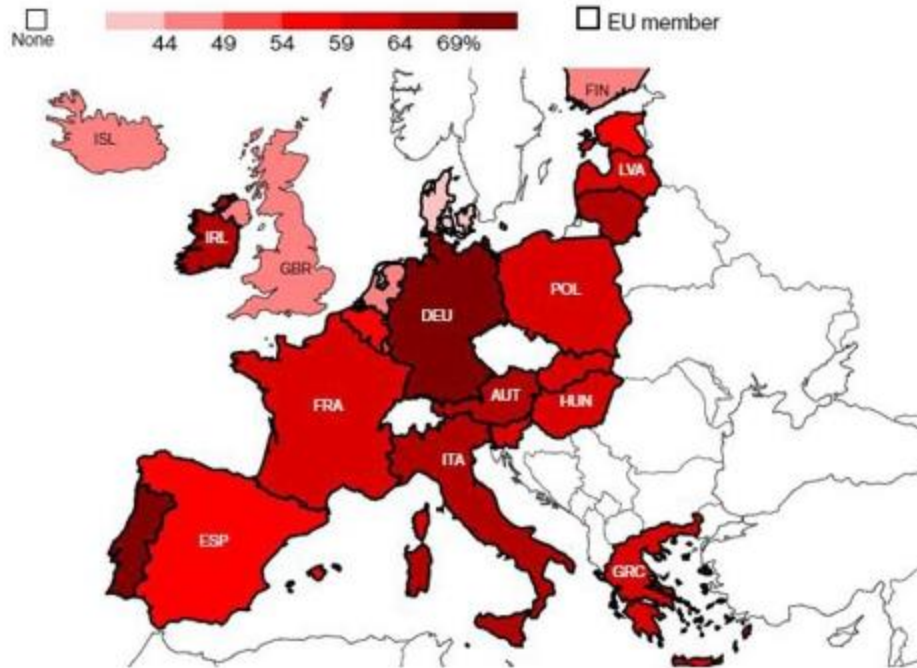 None
44 49 54 59 64 69%
EU member
FIN
ISL
LVA
IRL
GBR
DEU
POL
AUT
HUN
FRA
ITA
ESP
GRC